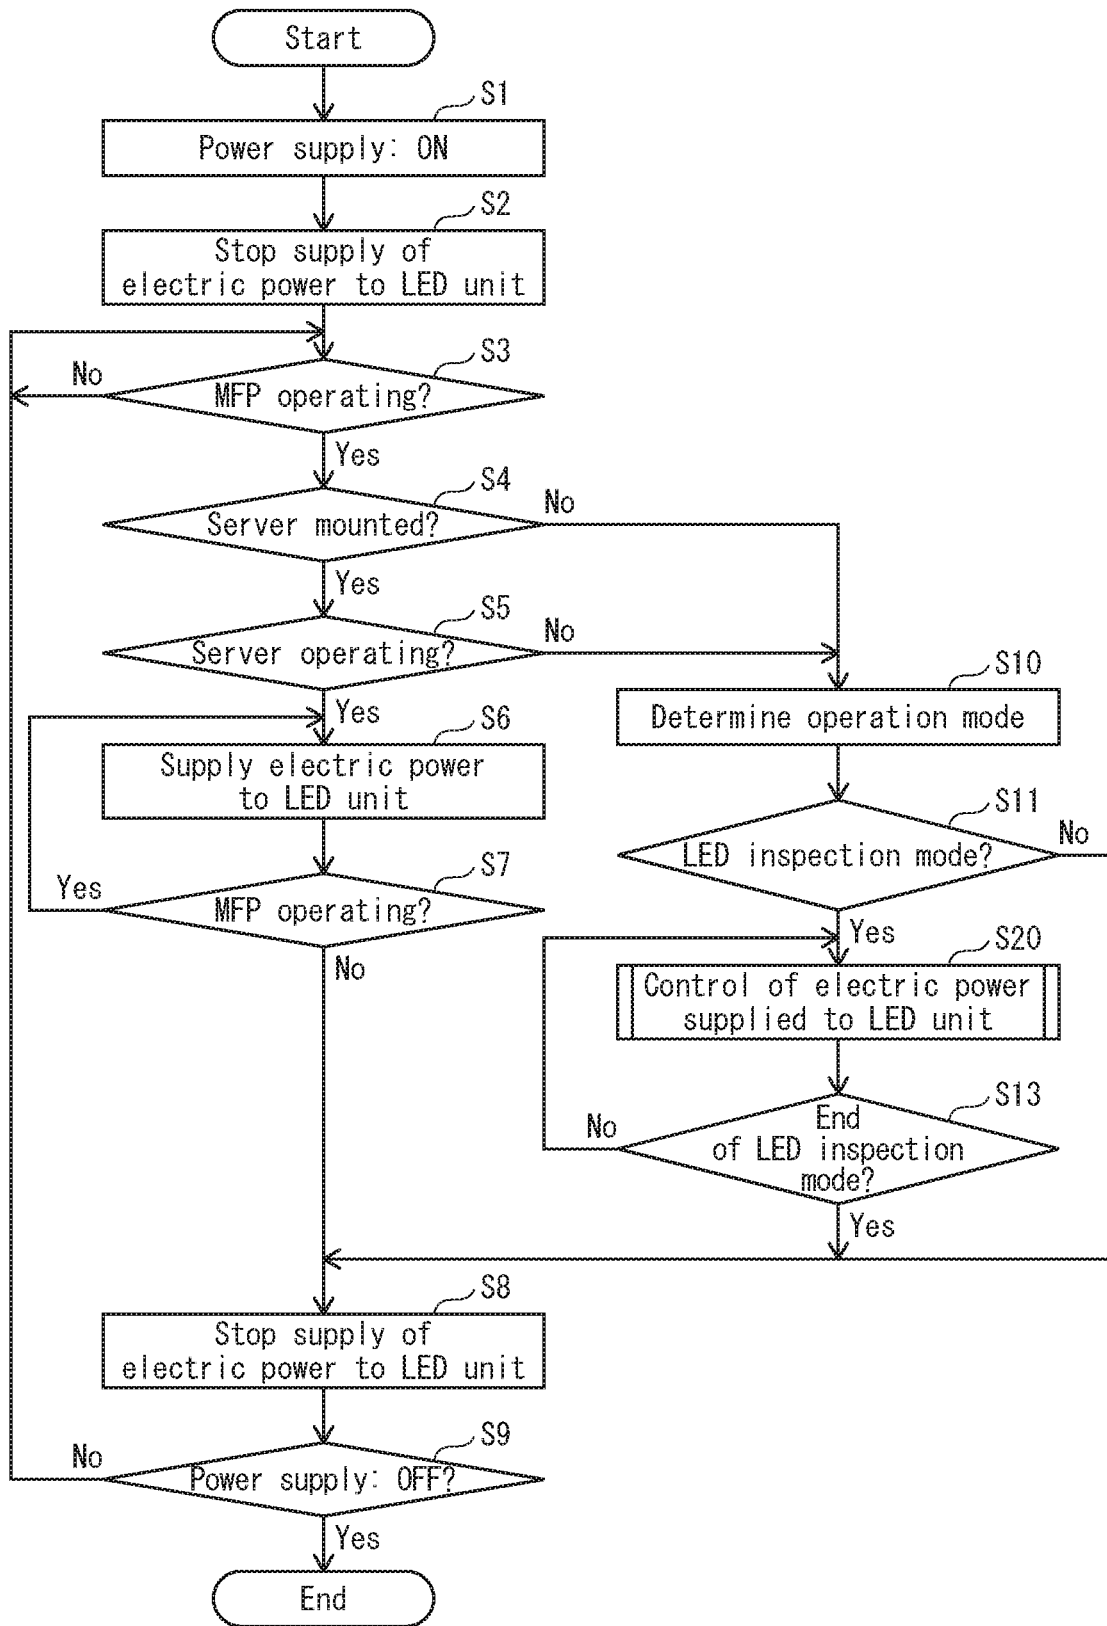 Start
S1
Power supply: ON
S2
Stop supply of
electric power to LED unit
S3
No
MFP operating?
Yes
S4
No
Server mounted?
Yes
S5
No
Server operating?
Yes
S6
Supply electric power
to LED unit
S7
Yes
MFP operating?
No
S10
Determine operation mode
S11
No
LED inspection mode?
Yes
S20
Control of electric power
supplied to LED unit
S13
No
End
of LED inspection
mode?
Yes
S8
Stop supply of
electric power to LED unit
S9
No
Power supply: OFF?
Yes
End